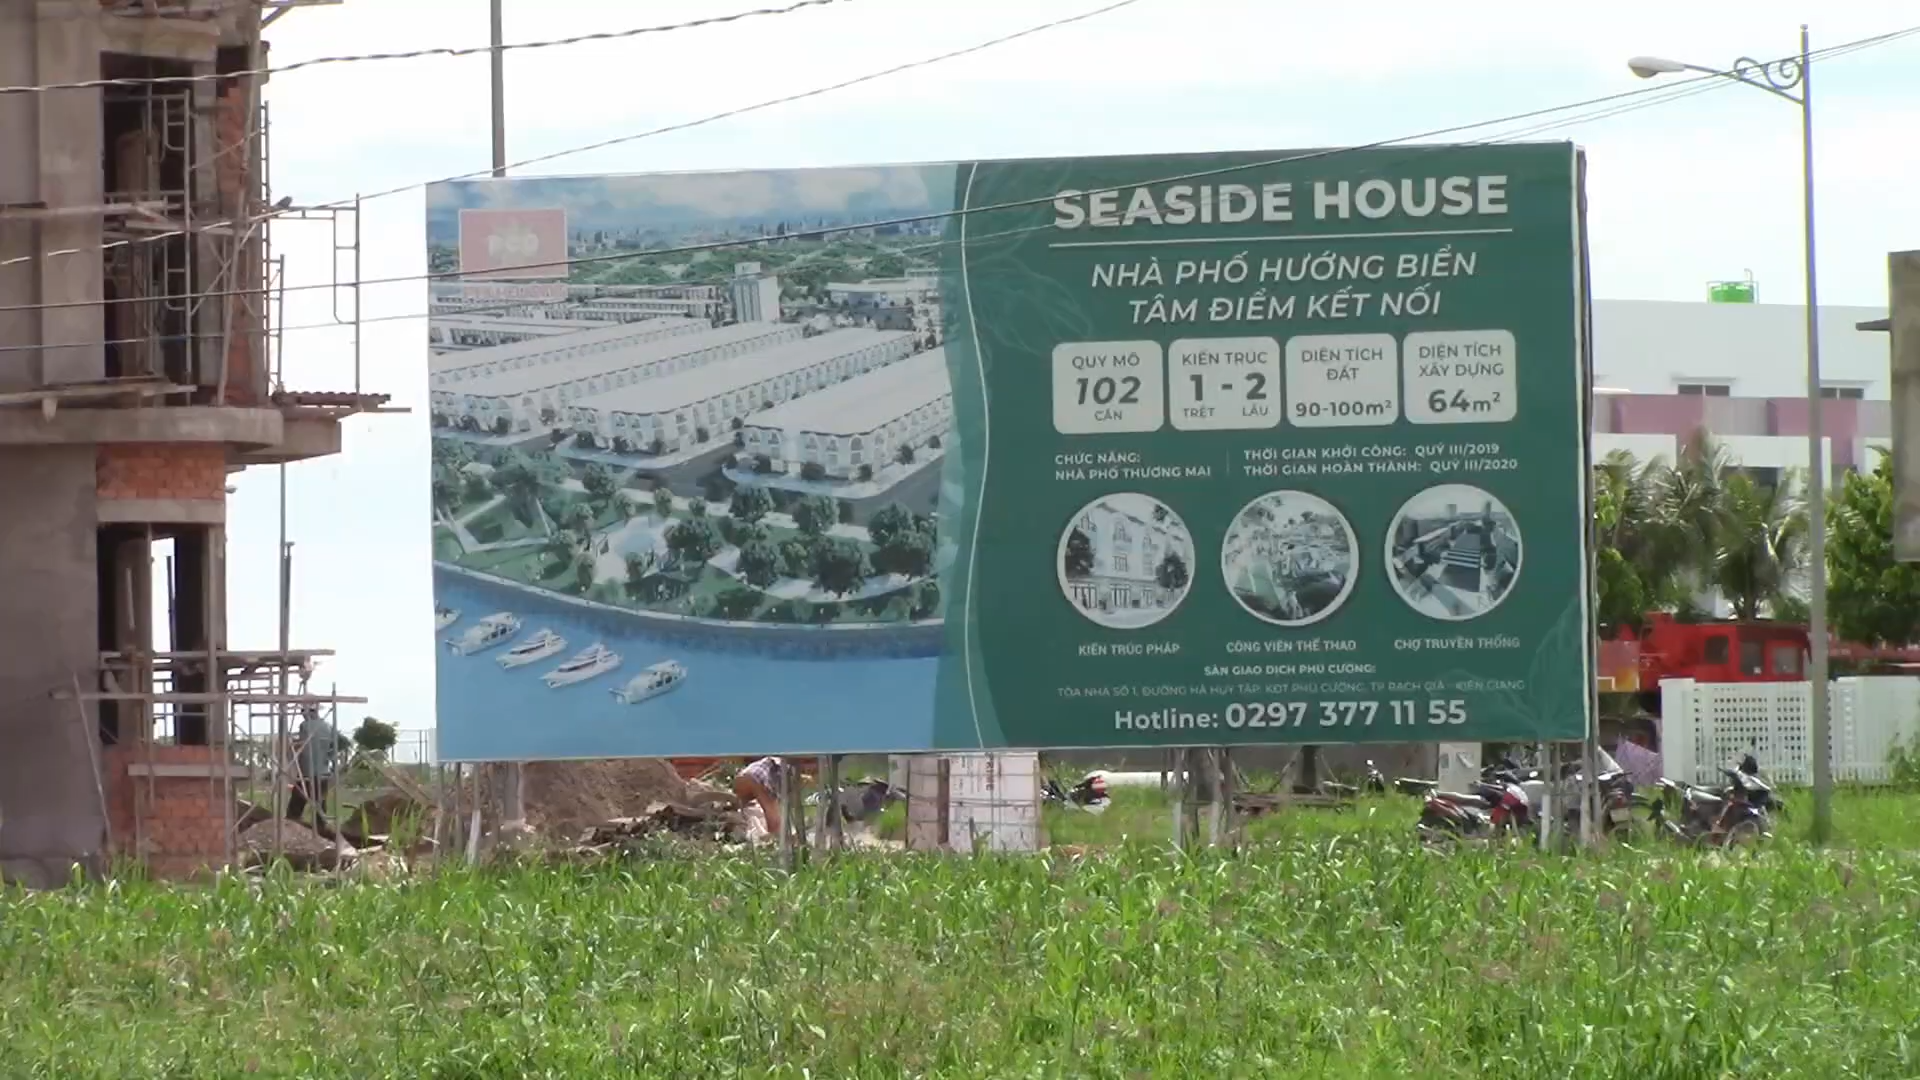 SEASIDE HOUSE
NHÀ PHỐ HƯỚNG BIỂN
TÂM ĐIỂM KẾT NỐI
QUY MÔ
102
CĂN
KIẾN TRÚC
1 - 2
TRỆT LẦU
DIỆN TÍCH
ĐẤT
90-100m²
DIỆN TÍCH
XÂY DỰNG
64m²
CHỨC NĂNG:
NHÀ PHỐ THƯƠNG MẠI
THỜI GIAN KHỞI CÔNG: QUÝ III/2019
THỜI GIAN HOÀN THÀNH: QUÝ III/2020
KIẾN TRÚC PHÁP
CÔNG VIÊN THỂ THAO
CHỢ TRUYỀN THỐNG
SÀN GIAO DỊCH PHÚ CƯỜNG:
TÒA NHÀ SỐ 1, ĐƯỜNG HÀ HUY TẬP, KĐT PHÚ CƯỜNG, TP RẠCH GIÁ - KIÊN GIANG
Hotline: 0297 377 11 55